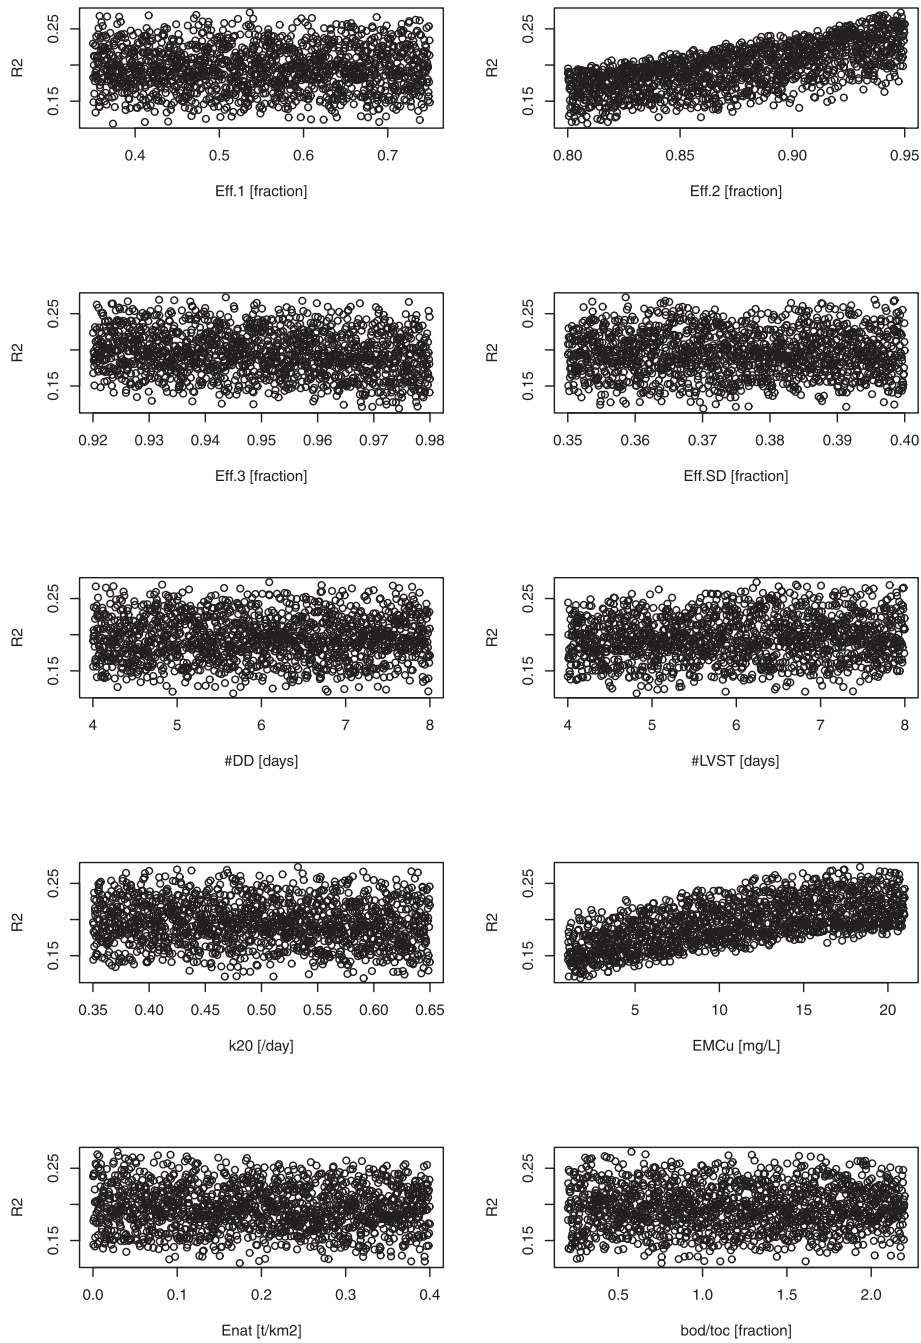 R2
0.15 0.25
0.4 0.5 0.6 0.7
Eff.1 [fraction]
R2
0.15 0.25
0.80 0.85 0.90 0.95
Eff.2 [fraction]
R2
0.15 0.25
0.92 0.93 0.94 0.95 0.96 0.97 0.98
Eff.3 [fraction]
R2
0.15 0.25
0.35 0.36 0.37 0.38 0.39 0.40
Eff.SD [fraction]
R2
0.15 0.25
4 5 6 7 8
#DD [days]
R2
0.15 0.25
4 5 6 7 8
#LVST [days]
R2
0.15 0.25
0.35 0.40 0.45 0.50 0.55 0.60 0.65
k20 [/day]
R2
0.15 0.25
5 10 15 20
EMCu [mg/L]
R2
0.15 0.25
0.0 0.1 0.2 0.3 0.4
Enat [t/km2]
R2
0.15 0.25
0.5 1.0 1.5 2.0
bod/toc [fraction]